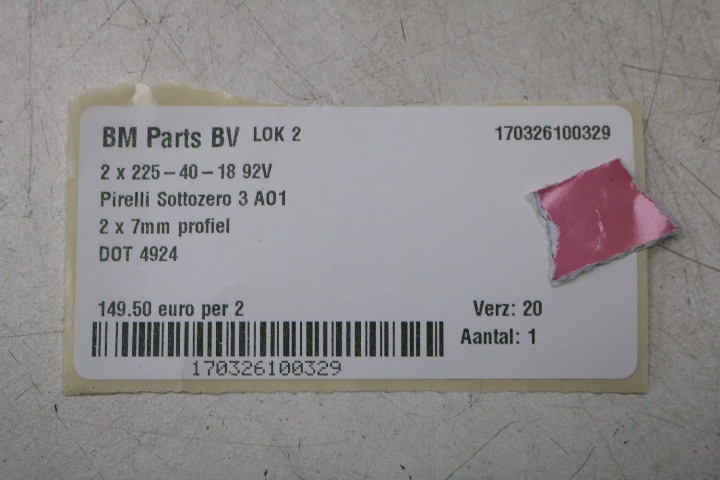 BM Parts BV LOK 2 170326100329
2 x 225-40-18 92V
Pirelli Sottozero 3 AO1
2 x 7mm profiel
DOT 4924
149.50 euro per 2 Verz: 20
Aantal: 1
170326100329